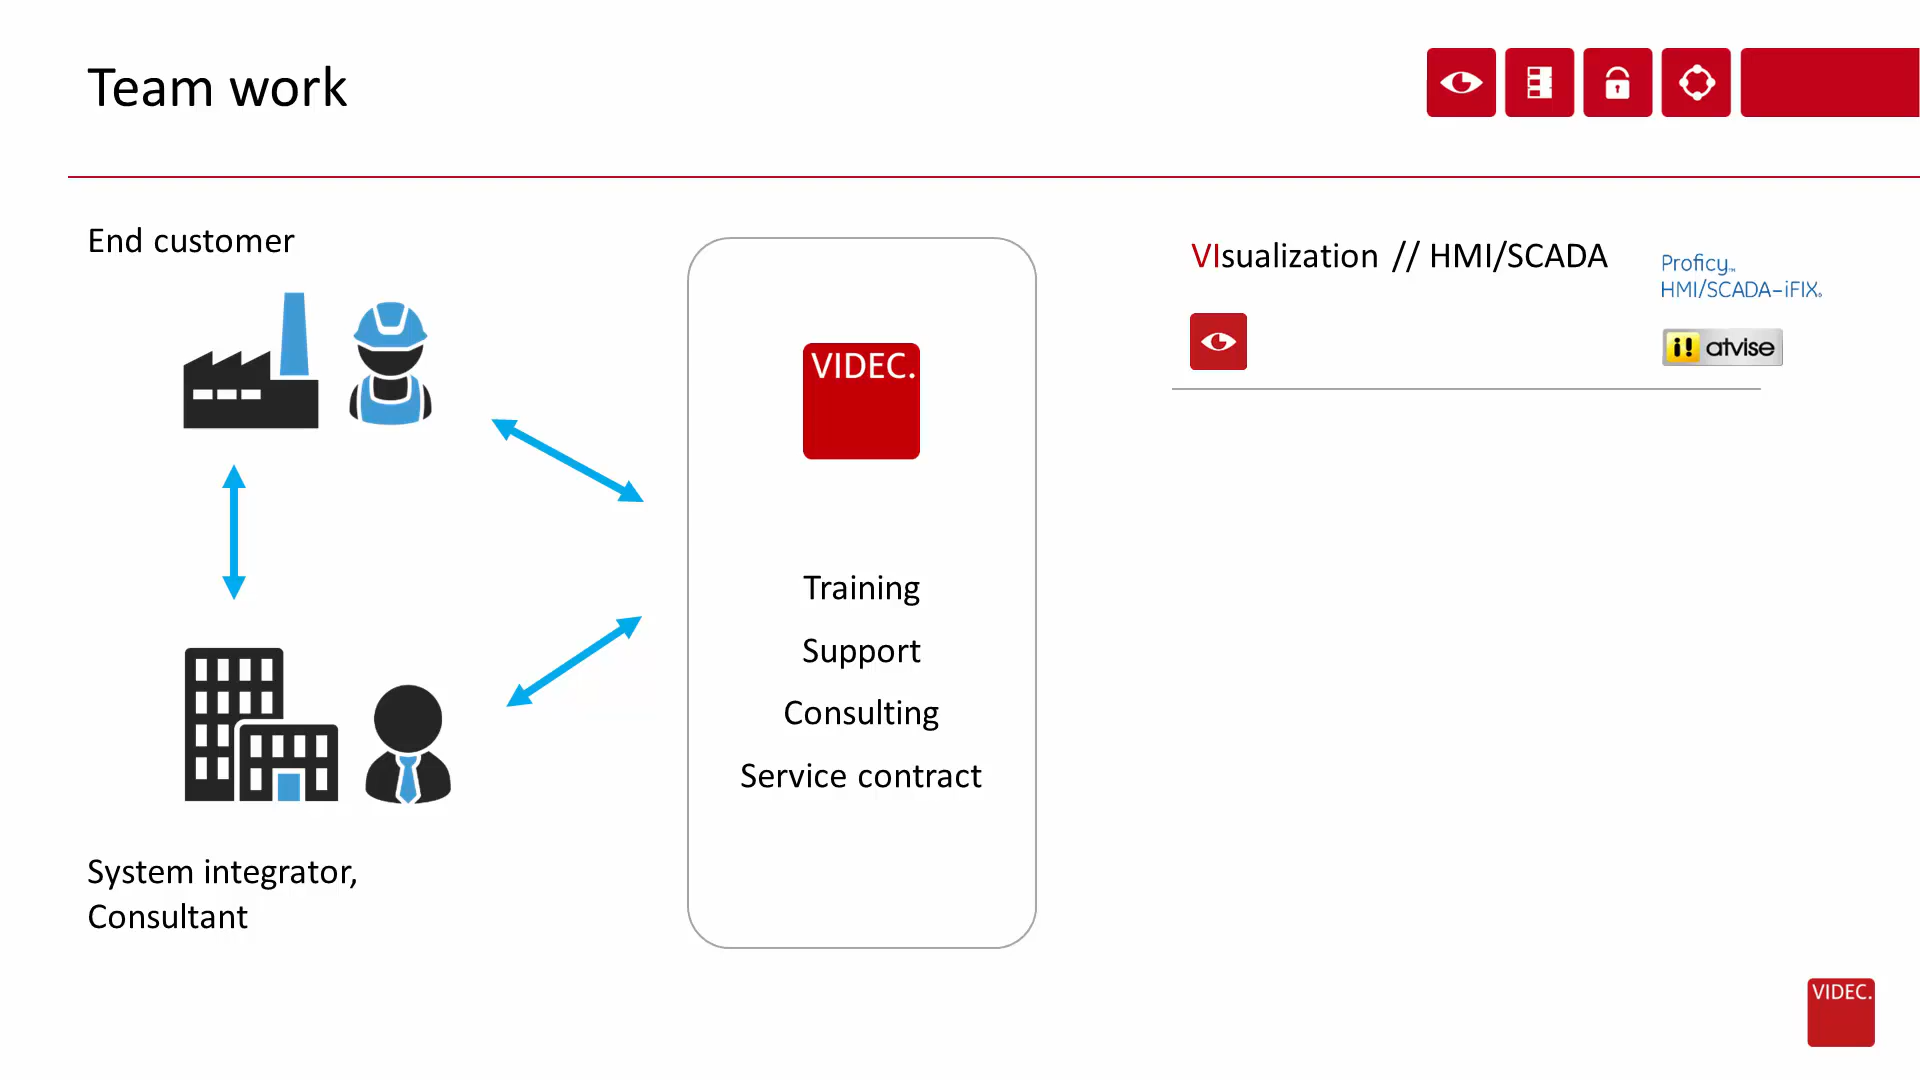 Team work
End customer
System integrator,
Consultant
VIDEC.
Training
Support
Consulting
Service contract
VIsualization // HMI/SCADA
Proficy™
HMI/SCADA–iFIX®
i! atvise
VIDEC.